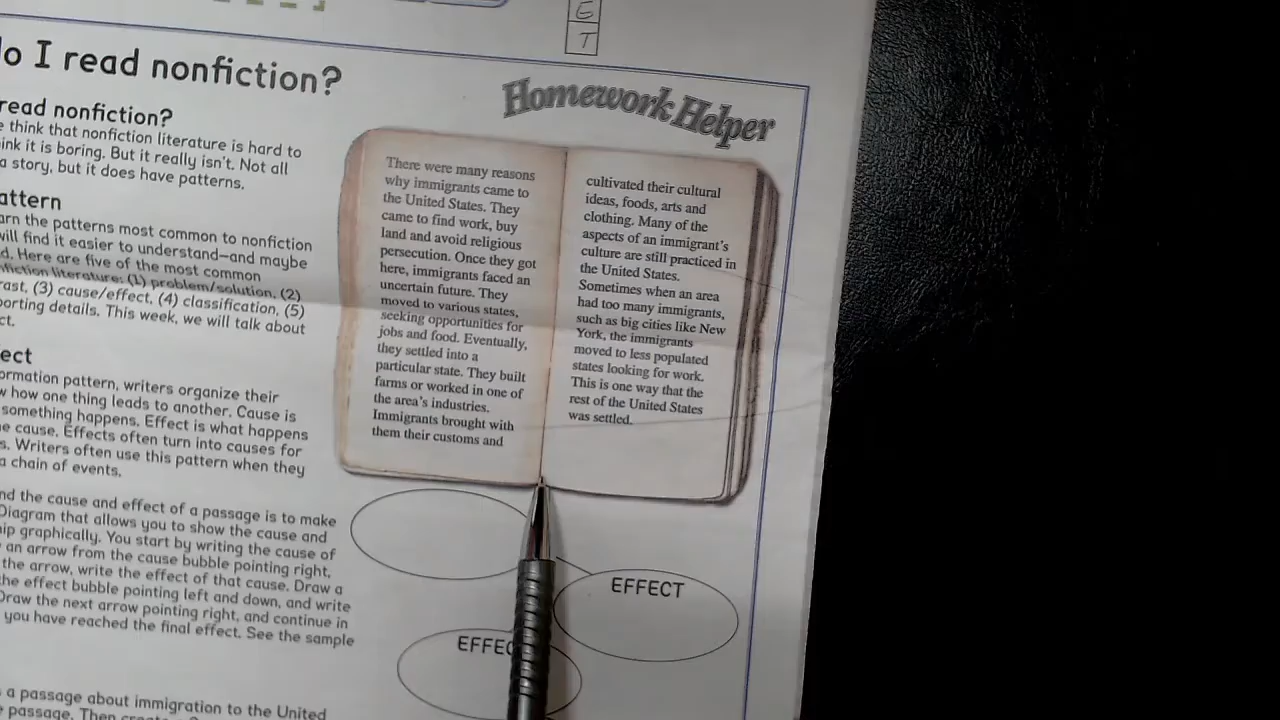 E
T
o I read nonfiction?
Homework Helper
read nonfiction?
think that nonfiction literature is hard to
ink it is boring. But it really isn't. Not all
a story, but it does have patterns.
attern
arn the patterns most common to nonfiction
will find it easier to understand—and maybe
d. Here are five of the most common
nfiction literature: (1) problem/solution, (2)
rast, (3) cause/effect, (4) classification, (5)
porting details. This week, we will talk about
ct.
ect
ormation pattern, writers organize their
w how one thing leads to another. Cause is
something happens. Effect is what happens
e cause. Effects often turn into causes for
s. Writers often use this pattern when they
a chain of events.
nd the cause and effect of a passage is to make
Diagram that allows you to show the cause and
ip graphically. You start by writing the cause of
an arrow from the cause bubble pointing right,
the arrow, write the effect of that cause. Draw a
the effect bubble pointing left and down, and write
Draw the next arrow pointing right, and continue in
you have reached the final effect. See the sample
a passage about immigration to the United
passage. Then
There were many reasons
why immigrants came to
the United States. They
came to find work, buy
land and avoid religious
persecution. Once they got
here, immigrants faced an
uncertain future. They
moved to various states,
seeking opportunities for
jobs and food. Eventually,
they settled into a
particular state. They built
farms or worked in one of
the area's industries.
Immigrants brought with
them their customs and
cultivated their cultural
ideas, foods, arts and
clothing. Many of the
aspects of an immigrant's
culture are still practiced in
the United States.
Sometimes when an area
had too many immigrants,
such as big cities like New
York, the immigrants
moved to less populated
states looking for work.
This is one way that the
rest of the United States
was settled.
EFFECT
EFFEC